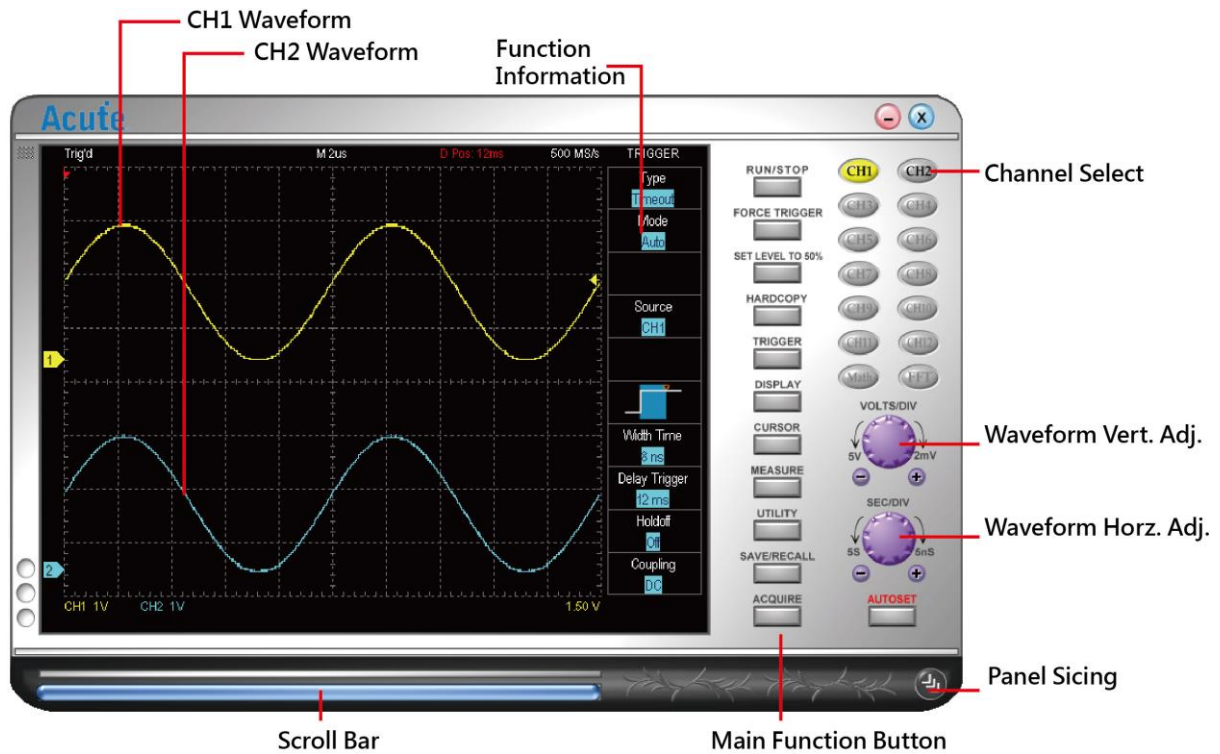 CH1 Waveform
CH2 Waveform
Function
Information
Acute
Trig'd M 2us D Pos: 12ms 500 MS/s TRIGGER
Type
Timeout
Mode
Auto
Source
CH1
Width Time
8 ns
Delay Trigger
12 ms
Holdoff
Off
Coupling
DC
1
2
CH1 1V CH2 1V 1.50 V
RUN/STOP
FORCE TRIGGER
SET LEVEL TO 50%
HARDCOPY
TRIGGER
DISPLAY
CURSOR
MEASURE
UTILITY
SAVE/RECALL
ACQUIRE
CH1 CH2
CH3 CH4
CH5 CH6
CH7 CH8
CH9 CH10
CH11 CH12
Math FFT
VOLTS/DIV
5V 2mV
SEC/DIV
5S 5nS
AUTOSET
Channel Select
Waveform Vert. Adj.
Waveform Horz. Adj.
Panel Sicing
Scroll Bar
Main Function Button